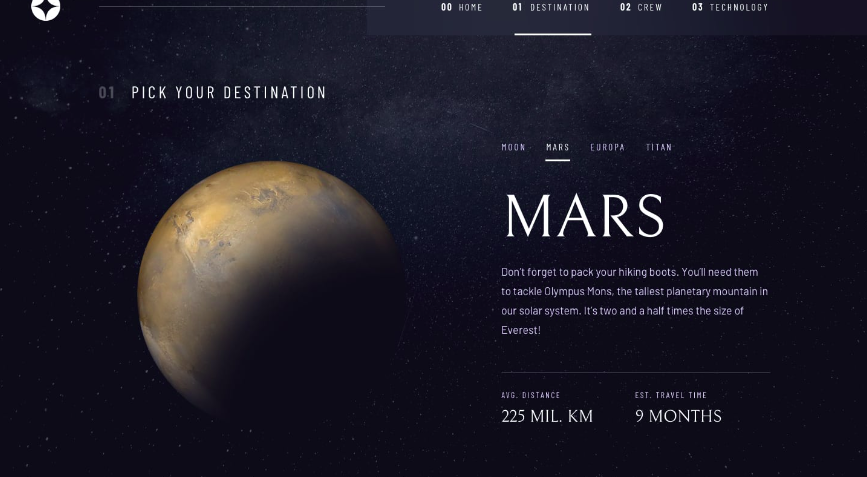 00 HOME 01 DESTINATION 02 CREW 03 TECHNOLOGY
01 PICK YOUR DESTINATION
MOON MARS EUROPA TITAN
MARS
Don't forget to pack your hiking boots. You'll need them
to tackle Olympus Mons, the tallest planetary mountain in
our solar system. It's two and a half times the size of
Everest!
AVG. DISTANCE EST. TRAVEL TIME
225 MIL. KM 9 MONTHS